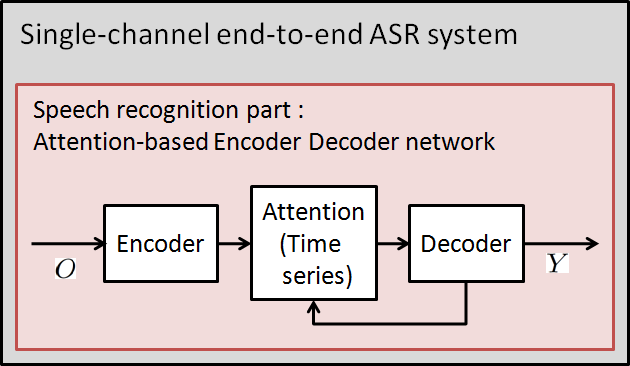 Single-channel end-to-end ASR system
Speech recognition part :
Attention-based Encoder Decoder network
O
Encoder
Attention
(Time
series)
Decoder
Y